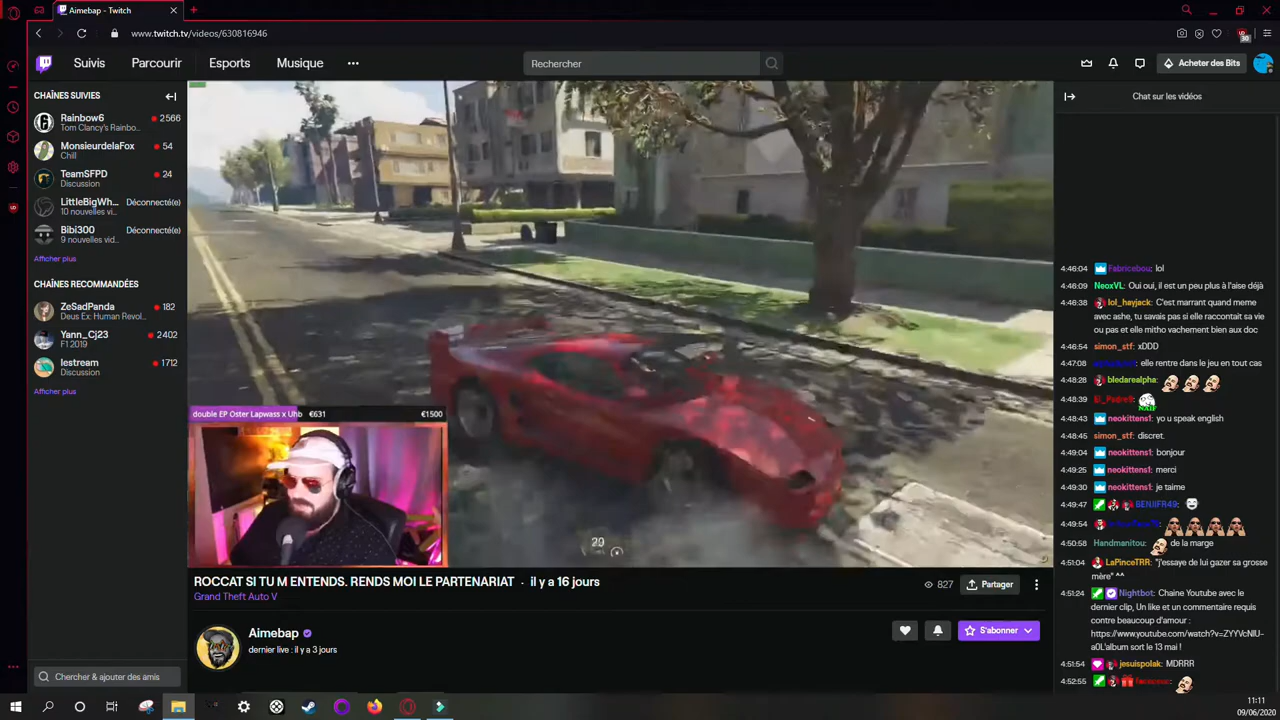 Aimebap - Twitch
www.twitch.tv/videos/630816946
30
Suivis
Parcourir
Esports
Musique
Rechercher
Acheter des Bits
CHAÎNES SUIVIES
Rainbow6
2566
Tom Clancy's Rainbo...
MonsieurdelaFox
54
Chill
TeamSFPD
24
Discussion
LittleBigWh...
Déconnecté(e)
10 nouvelles vi...
Bibi300
Déconnecté(e)
9 nouvelles vid...
Afficher plus
CHAÎNES RECOMMANDÉES
ZeSadPanda
182
Deus Ex: Human Revol...
Yann_Cj23
2402
F1 2019
lestream
1712
Discussion
Afficher plus
Chercher & ajouter des amis
double EP Oster Lapwass x Uhb €631 €1500
29
ROCCAT SI TU M ENTENDS. RENDS MOI LE PARTENARIAT · il y a 16 jours
Grand Theft Auto V
827
Partager
Aimebap
dernier live : il y a 3 jours
S'abonner
Chat sur les vidéos
4:46:04 Fabricebou: lol
4:46:09 NeoxVL: Oui oui, il est un peu plus à l'aise déjà
4:46:38 lol_hayjack: C'est marrant quand meme
avec ashe, tu savais pas si elle raccontait sa vie
ou pas et elle mitho vachement bien aux doc
4:46:54 simon_stf: xDDD
4:47:08 elle rentre dans le jeu en tout cas
4:48:28 bledarealpha:
4:48:39
NAIF
4:48:43 neokittens1: yo u speak english
4:48:45 simon_stf: discret.
4:49:04 neokittens1: bonjour
4:49:25 neokittens1: merci
4:49:30 neokittens1: je taime
4:49:47 BENJIFR49:
4:49:54
4:50:58 Handmanitou: de la marge
4:51:04 LaPinceTRR: "j'essaye de lui gazer sa grosse
mère" ^^
4:51:24 Nightbot: Chaine Youtube avec le
dernier clip, Un like et un commentaire requis
contre beaucoup d'amour :
https://www.youtube.com/watch?v=ZYYVcNIU-
a0L'album sort le 13 mai !
4:51:54 jesuispolak: MDRRR
4:52:55
11:11
09/06/2020